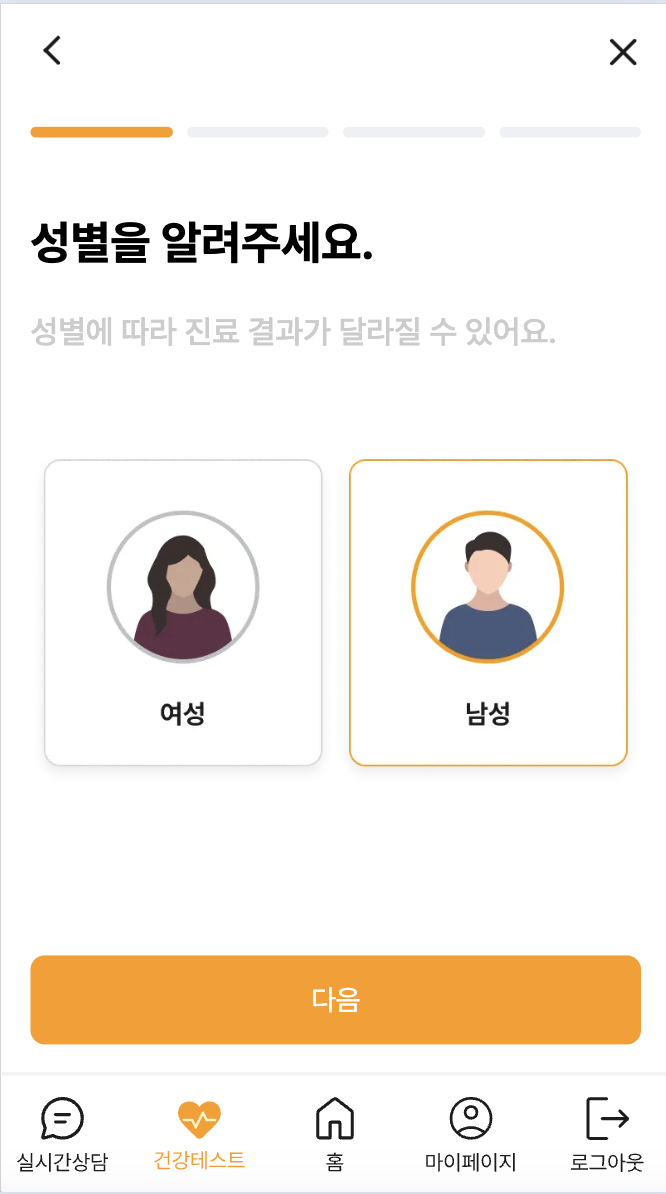 성별을 알려주세요.
성별에 따라 진료 결과가 달라질 수 있어요.
여성 남성
다음
실시간상담 건강테스트 홈 마이페이지 로그아웃